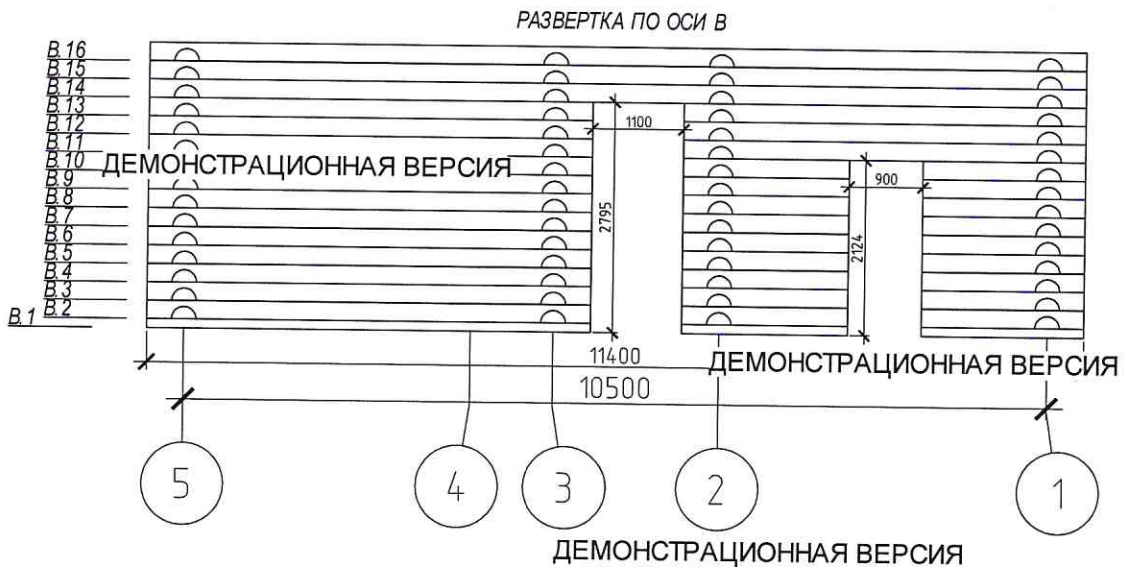 РАЗВЕРТКА ПО ОСИ В
В.16
В.15
В.14
В.13
В.12
В.11
В.10
В.9
В.8
В.7
В.6
В.5
В.4
В.3
В.2
В.1
ДЕМОНСТРАЦИОННАЯ ВЕРСИЯ
1100
2795
900
2124
11400
ДЕМОНСТРАЦИОННАЯ ВЕРСИЯ
10500
5 4 3 2 1
ДЕМОНСТРАЦИОННАЯ ВЕРСИЯ